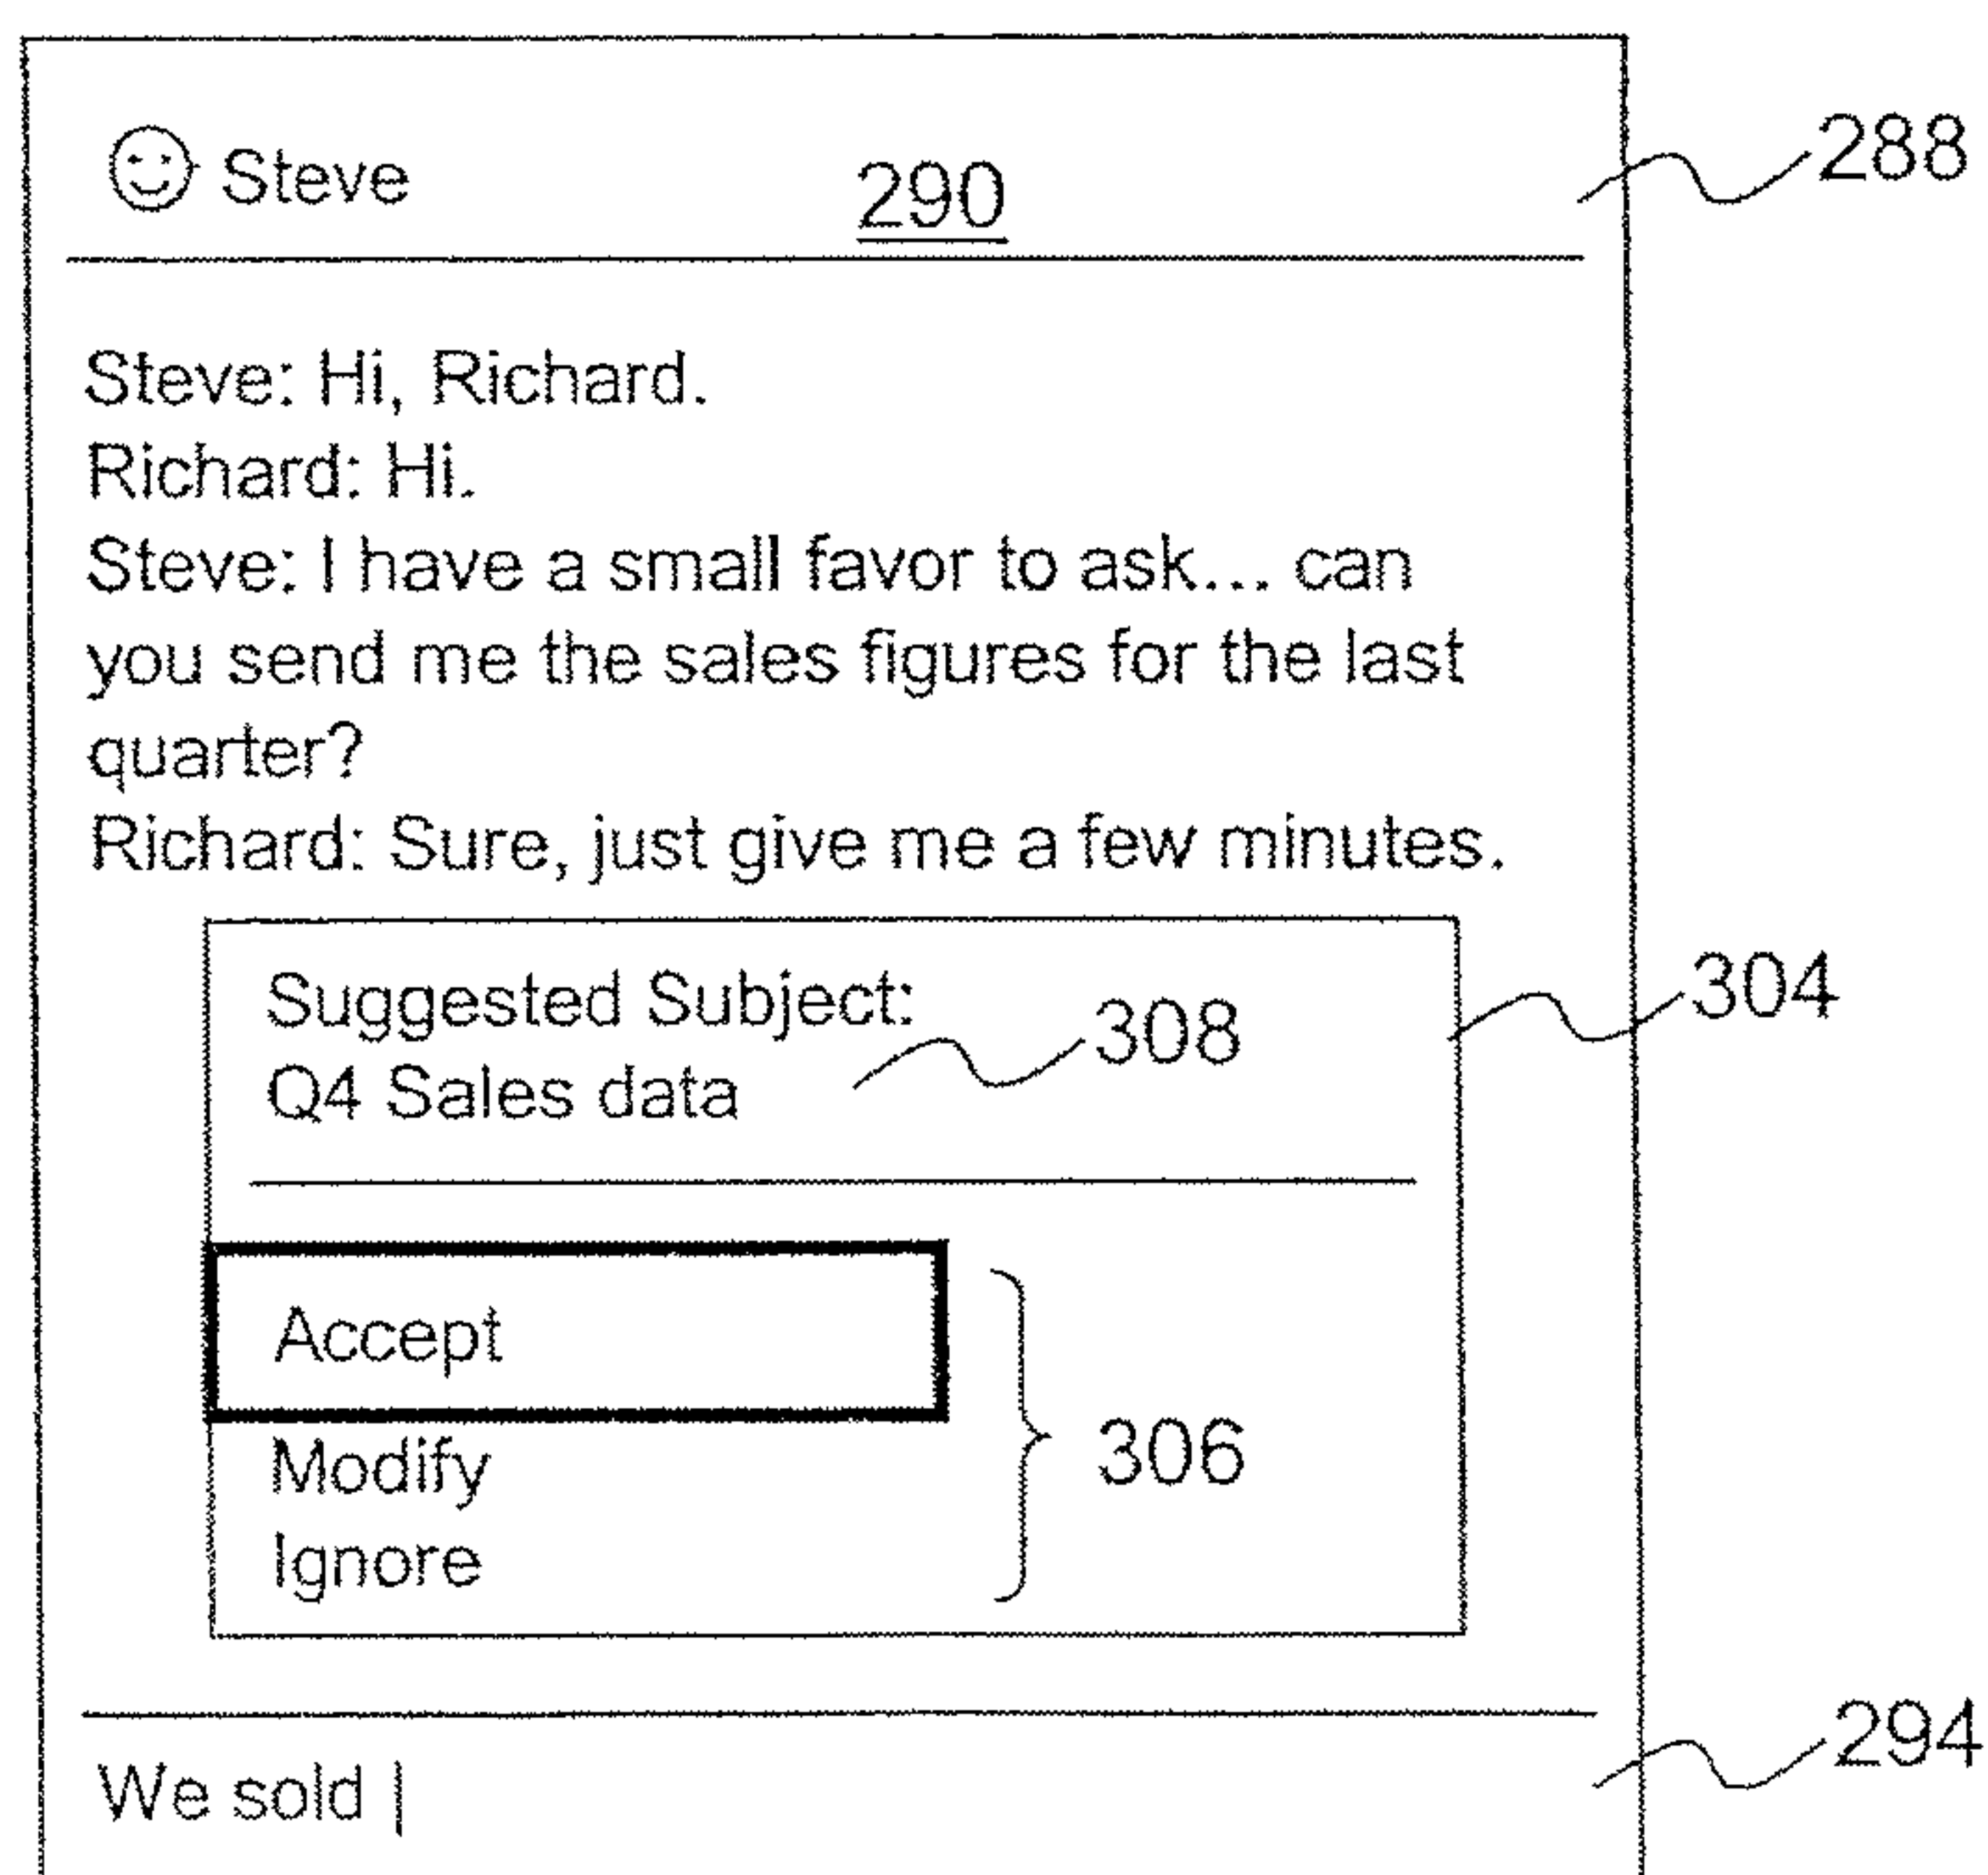 Steve 290 288
Steve: Hi, Richard.
Richard: Hi.
Steve: I have a small favor to ask... can
you send me the sales figures for the last
quarter?
Richard: Sure, just give me a few minutes.
Suggested Subject:
308 304
Q4 Sales data
Accept
306
Modify
Ignore
294
We sold |